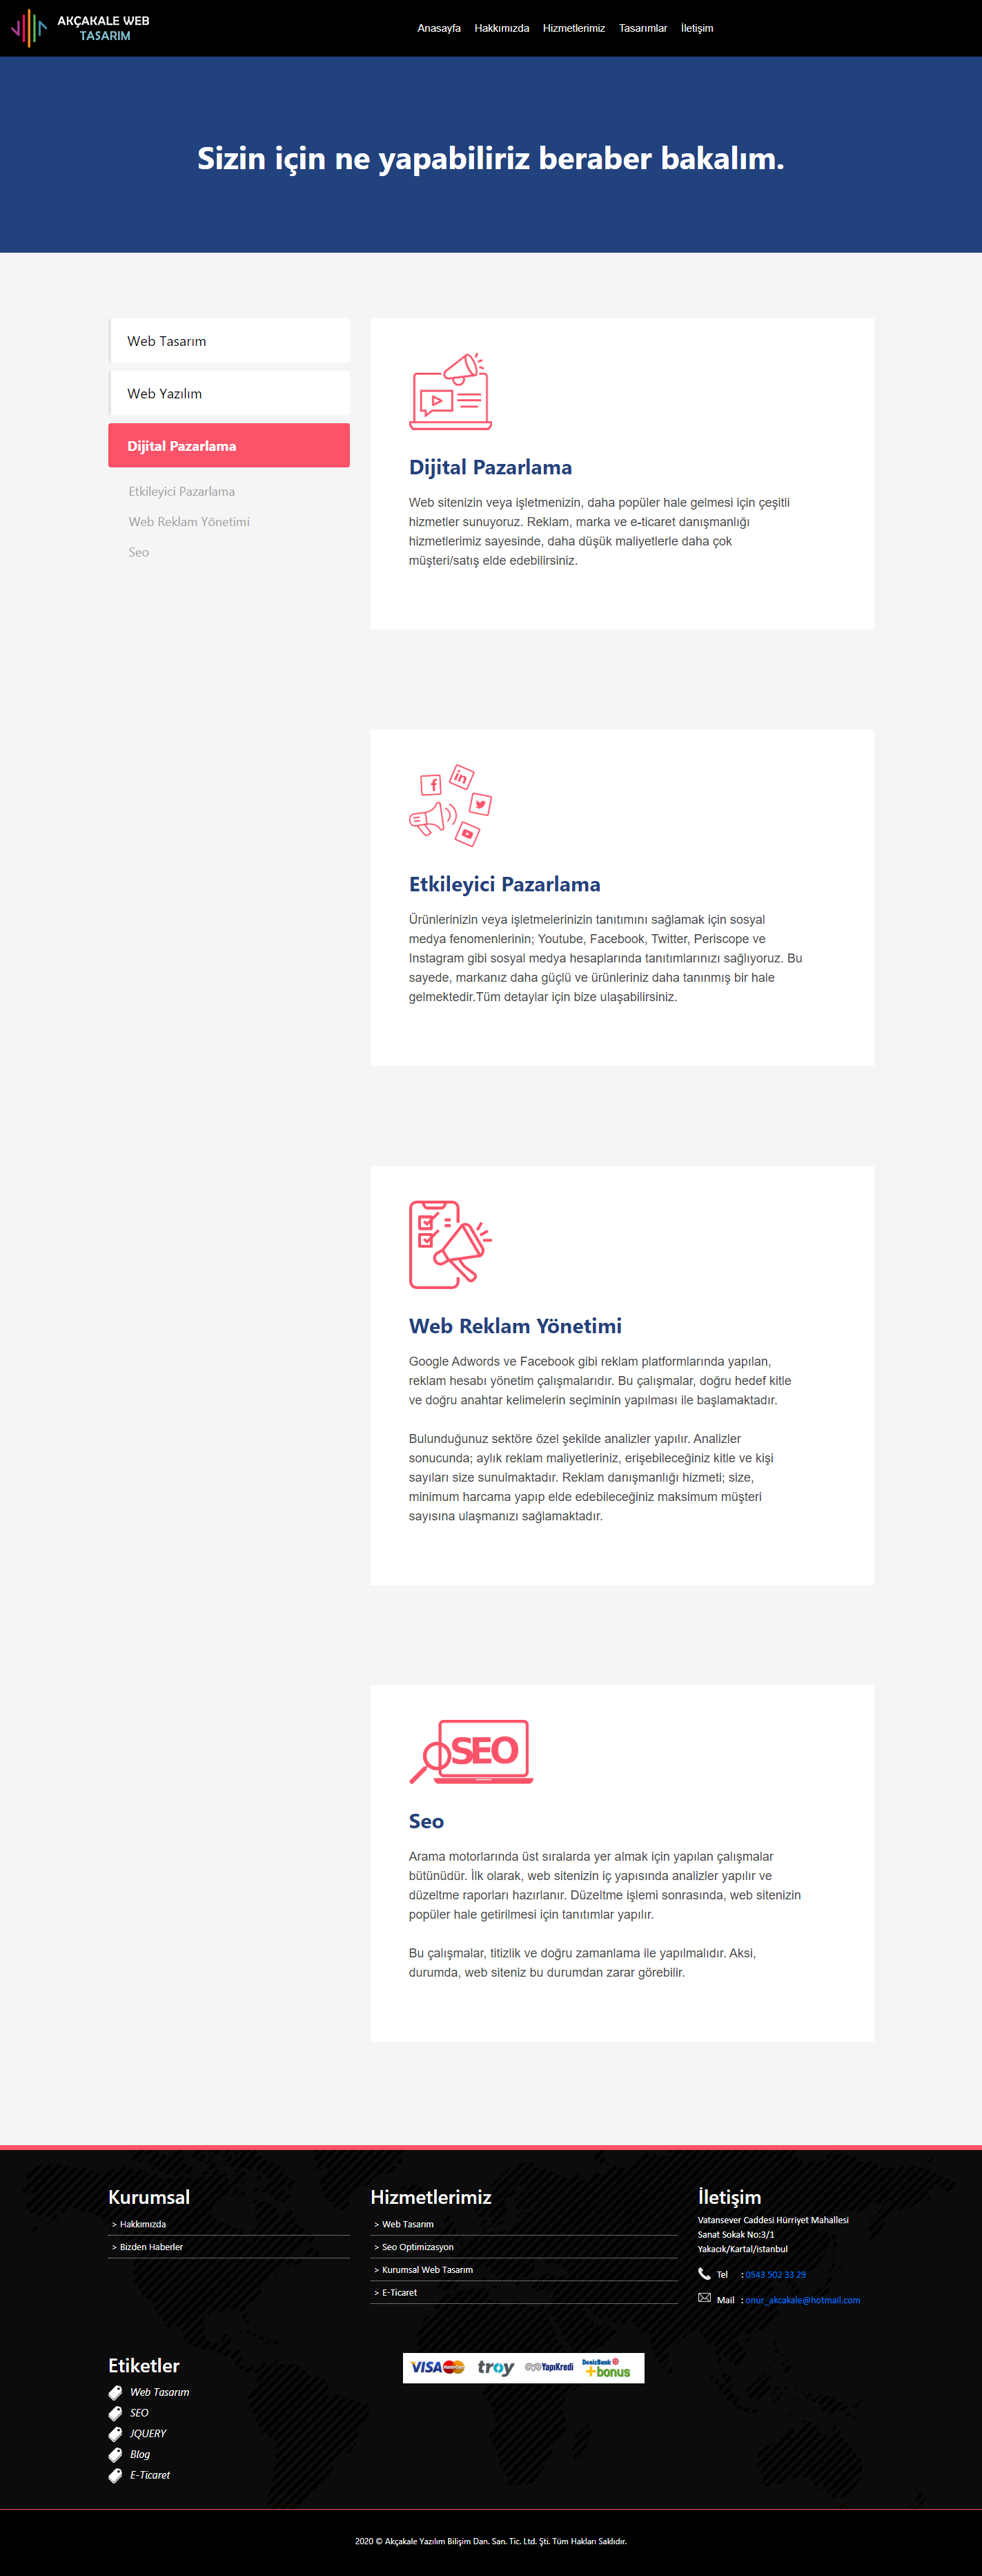 AKÇAKALE WEB
TASARIM
Anasayfa Hakkımızda Hizmetlerimiz Tasarımlar İletişim
Sizin için ne yapabiliriz beraber bakalım.
Web Tasarım
Web Yazılım
Dijital Pazarlama
Etkileyici Pazarlama
Web Reklam Yönetimi
Seo
Dijital Pazarlama
Web sitenizin veya işletmenizin, daha popüler hale gelmesi için çeşitli
hizmetler sunuyoruz. Reklam, marka ve e-ticaret danışmanlığı
hizmetlerimiz sayesinde, daha düşük maliyetlerle daha çok
müşteri/satış elde edebilirsiniz.
Etkileyici Pazarlama
Ürünlerinizin veya işletmelerinizin tanıtımını sağlamak için sosyal
medya fenomenlerinin; Youtube, Facebook, Twitter, Periscope ve
Instagram gibi sosyal medya hesaplarında tanıtımlarınızı sağlıyoruz. Bu
sayede, markanız daha güçlü ve ürünleriniz daha tanınmış bir hale
gelmektedir.Tüm detaylar için bize ulaşabilirsiniz.
Web Reklam Yönetimi
Google Adwords ve Facebook gibi reklam platformlarında yapılan,
reklam hesabı yönetim çalışmalarıdır. Bu çalışmalar, doğru hedef kitle
ve doğru anahtar kelimelerin seçiminin yapılması ile başlamaktadır.
Bulunduğunuz sektöre özel şekilde analizler yapılır. Analizler
sonucunda; aylık reklam maliyetleriniz, erişebileceğiniz kitle ve kişi
sayıları size sunulmaktadır. Reklam danışmanlığı hizmeti; size,
minimum harcama yapıp elde edebileceğiniz maksimum müşteri
sayısına ulaşmanızı sağlamaktadır.
SEO
Seo
Arama motorlarında üst sıralarda yer almak için yapılan çalışmalar
bütünüdür. İlk olarak, web sitenizin iç yapısında analizler yapılır ve
düzeltme raporları hazırlanır. Düzeltme işlemi sonrasında, web sitenizin
popüler hale getirilmesi için tanıtımlar yapılır.
Bu çalışmalar, titizlik ve doğru zamanlama ile yapılmalıdır. Aksi,
durumda, web siteniz bu durumdan zarar görebilir.
Kurumsal
> Hakkımızda
> Bizden Haberler
Hizmetlerimiz
> Web Tasarım
> Seo Optimizasyon
> Kurumsal Web Tasarım
> E-Ticaret
İletişim
Vatansever Caddesi Hürriyet Mahallesi
Sanat Sokak No:3/1
Yakacık/Kartal/istanbul
Tel : 0543 502 33 29
Mail : onur_akcakale@hotmail.com
Etiketler
Web Tasarım
SEO
JQUERY
Blog
E-Ticaret
VISA MasterCard troy YapıKredi DenizBank bonus
2020 © Akçakale Yazılım Bilişim Dan. San. Tic. Ltd. Şti. Tüm Hakları Saklıdır.